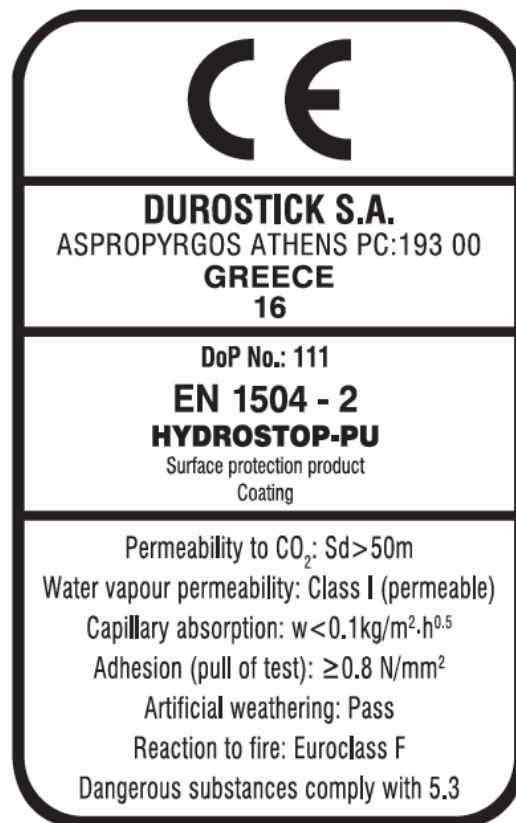 CE
DUROSTICK S.A.
ASPROPYRGOS ATHENS PC:193 00
GREECE
16
DoP No.: 111
EN 1504 - 2
HYDROSTOP-PU
Surface protection product
Coating
Permeability to CO₂: Sd>50m
Water vapour permeability: Class I (permeable)
Capillary absorption: w<0.1kg/m²·h⁰·⁵
Adhesion (pull of test): ≥0.8 N/mm²
Artificial weathering: Pass
Reaction to fire: Euroclass F
Dangerous substances comply with 5.3